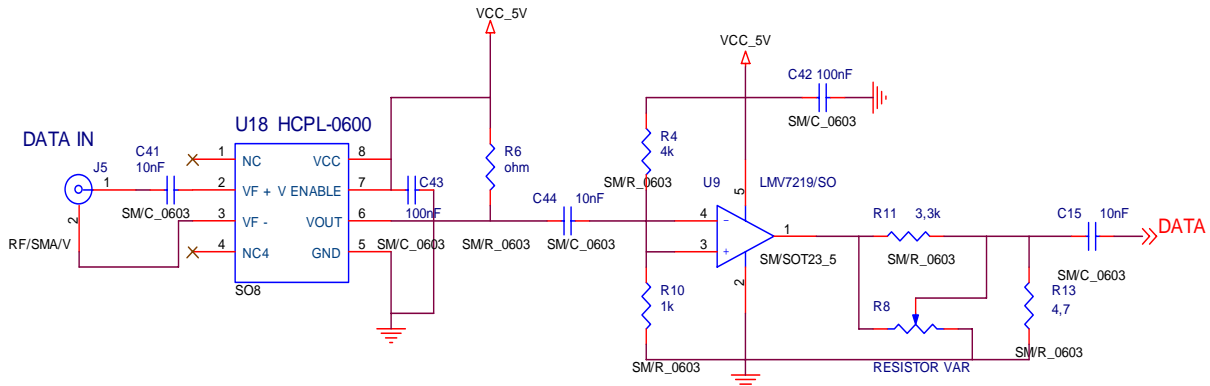 VCC_5V
VCC_5V
C42 100nF
SM/C_0603
U18 HCPL-0600
DATA IN
J5
1
2
RF/SMA/V
C41
10nF
SM/C_0603
1
2
3
4
NC
VF +
VF -
NC4
VCC
V ENABLE
VOUT
GND
8
7
6
5
SO8
C43
100nF
SM/C_0603
R6
ohm
SM/R_0603
C44
10nF
SM/C_0603
R4
4k
SM/R_0603
U9
LMV7219/SO
5
4
3
1
2
SM/SOT23_5
R10
1k
SM/R_0603
R11
3,3k
SM/R_0603
R8
RESISTOR VAR
C15
10nF
SM/C_0603
DATA
R13
4,7
SM/R_0603